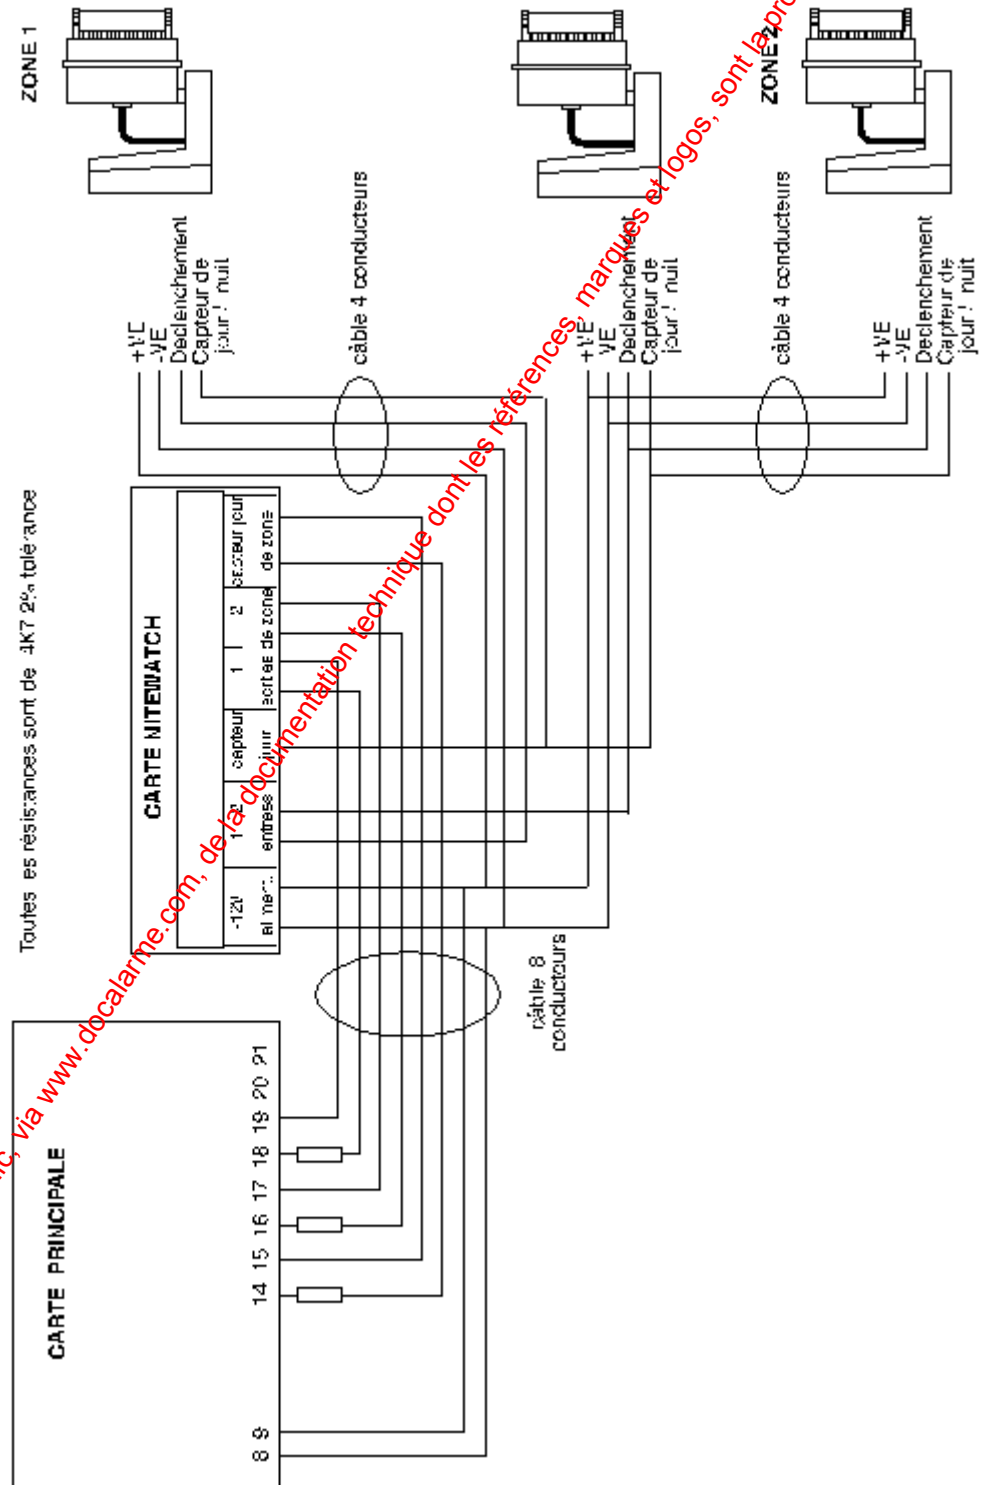 ZONE 1
ZONE 2
+VE
-VE
Declenchement
Capteur de
jour / nuit
câble 4 conducteurs
+VE
VE
Declenchement
Capteur de
jour / nuit
câble 4 conducteurs
+VE
-VE
Declenchement
Capteur de
jour / nuit
Toutes es résistances sont de 4K7 2% tolérance
CARTE NITEWATCH
-12V
aliment.
1 2
entrees
capteur
jour
1 2
sorties de zone
capteur jour
de zone
câble 8
conducteurs
CARTE PRINCIPALE
8 9 14 15 16 17 18 19 20 21
via www.docalarme.com, de la documentation technique dont les références, marques et logos, sont la pro